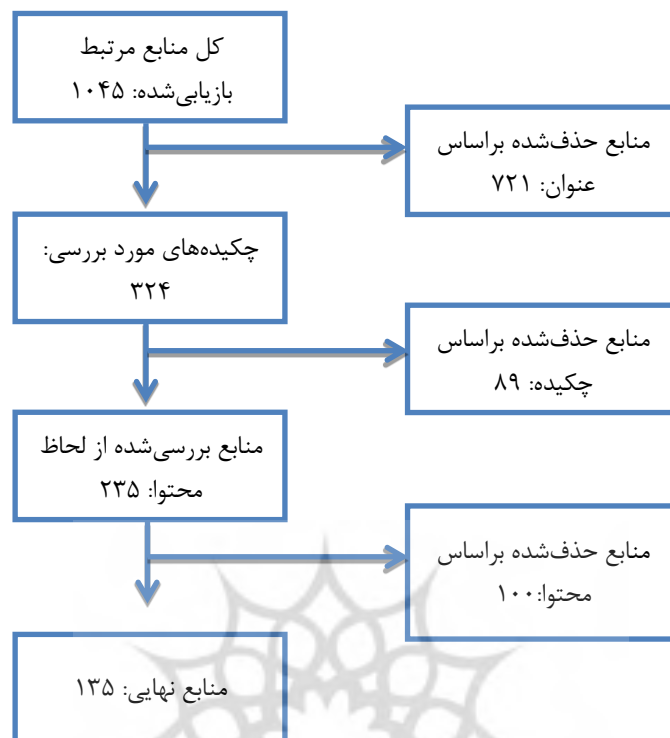 کل منابع مرتبط
بازیابی‌شده: ۱۰۴۵
منابع حذف‌شده براساس
عنوان: ۷۲۱
چکیده‌های مورد بررسی:
۳۲۴
منابع حذف‌شده براساس
چکیده: ۸۹
منابع بررسی‌شده از لحاظ
محتوا: ۲۳۵
منابع حذف‌شده براساس
محتوا:۱۰۰
منابع نهایی: ۱۳۵